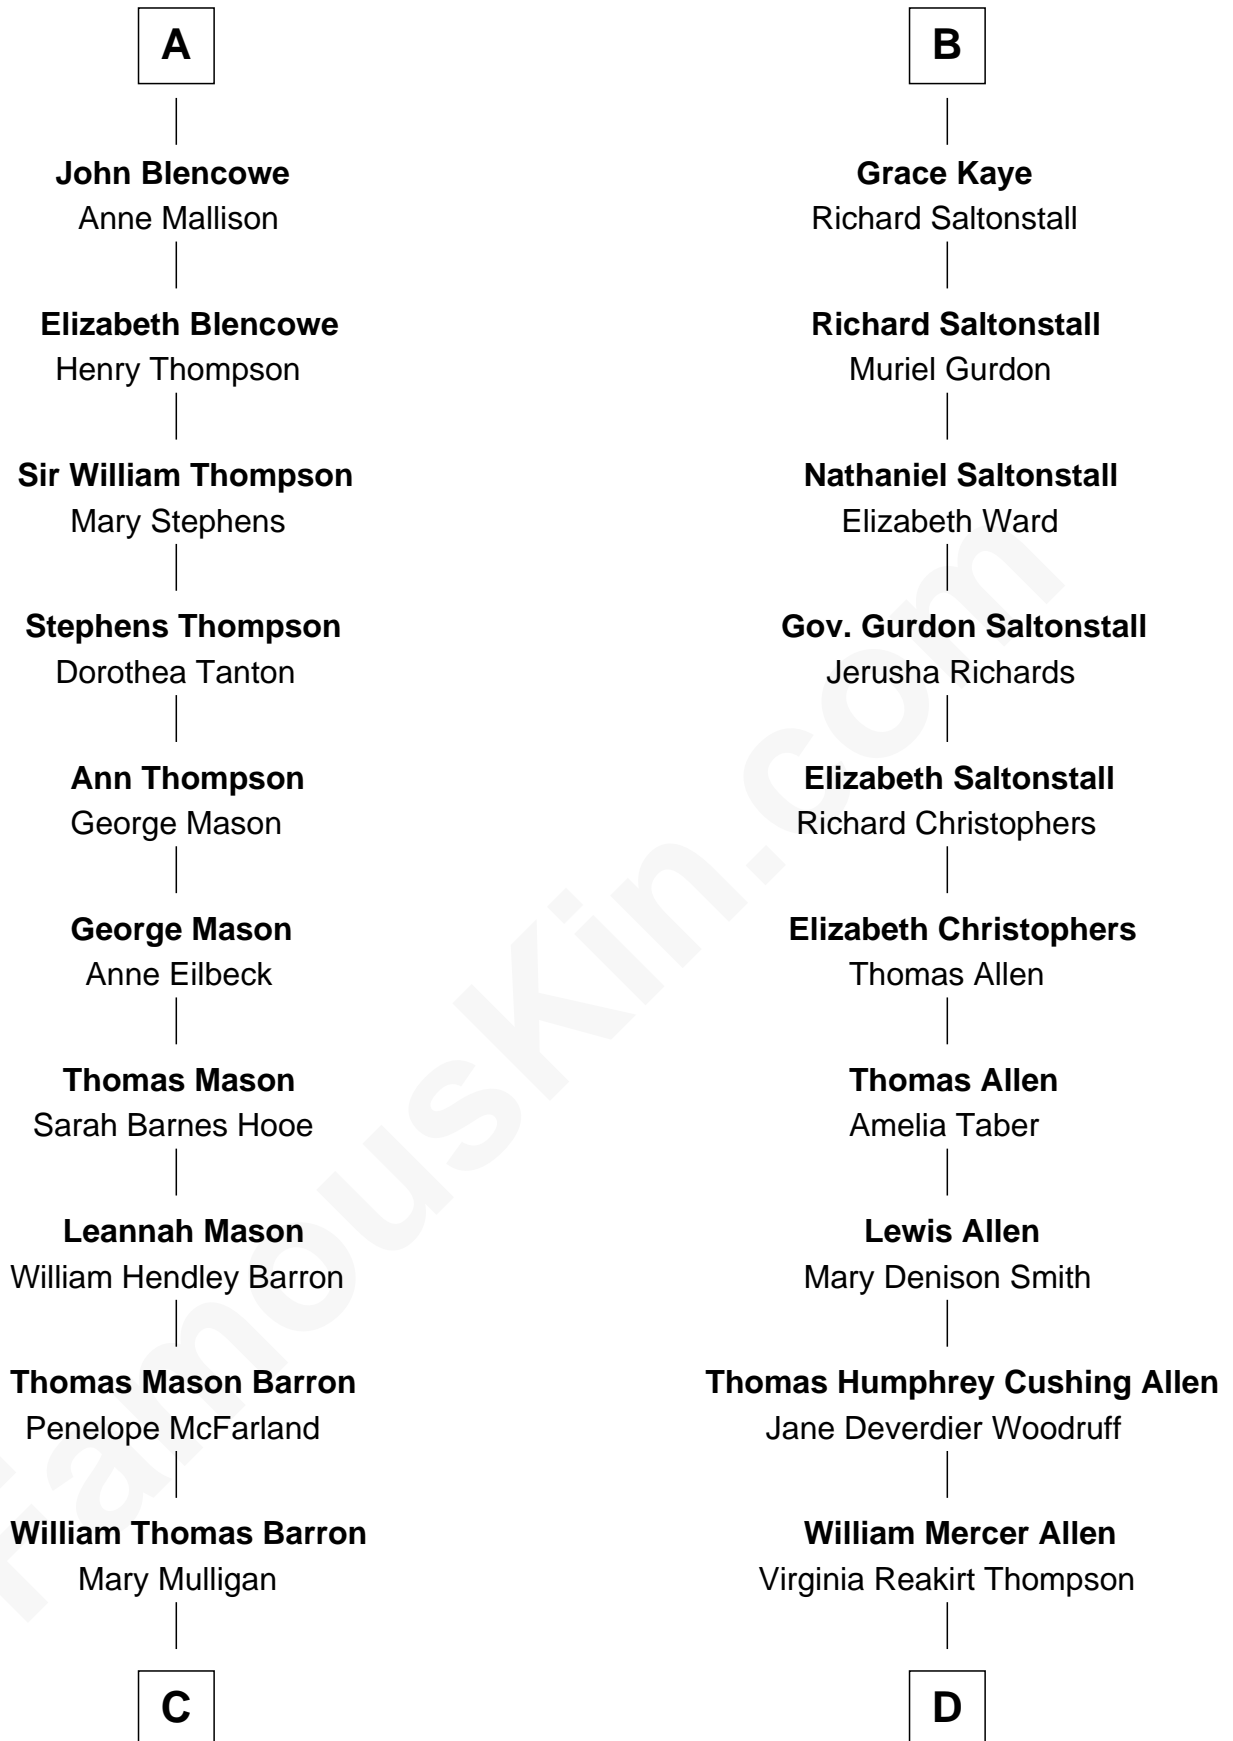 A
John Blencowe
Anne Mallison
Elizabeth Blencowe
Henry Thompson
Sir William Thompson
Mary Stephens
Stephens Thompson
Dorothea Tanton
Ann Thompson
George Mason
George Mason
Anne Eilbeck
Thomas Mason
Sarah Barnes Hooe
Leannah Mason
William Hendley Barron
Thomas Mason Barron
Penelope McFarland
William Thomas Barron
Mary Mulligan
C
B
Grace Kaye
Richard Saltonstall
Richard Saltonstall
Muriel Gurdon
Nathaniel Saltonstall
Elizabeth Ward
Gov. Gurdon Saltonstall
Jerusha Richards
Elizabeth Saltonstall
Richard Christophers
Elizabeth Christophers
Thomas Allen
Thomas Allen
Amelia Taber
Lewis Allen
Mary Denison Smith
Thomas Humphrey Cushing Allen
Jane Deverdier Woodruff
William Mercer Allen
Virginia Reakirt Thompson
D
FamousKin.com